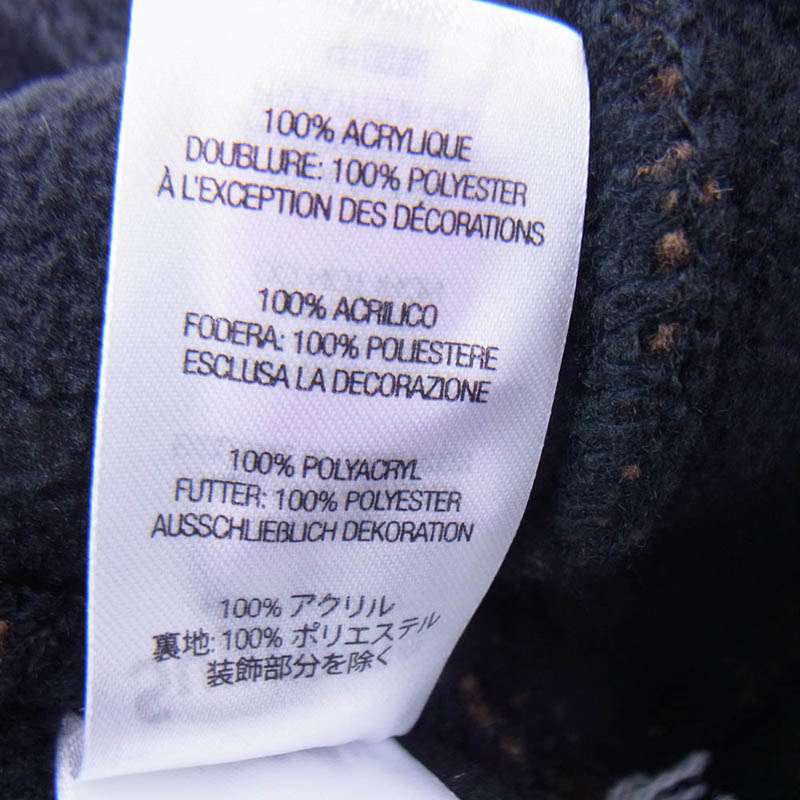 100% ACRYLIQUE
DOUBLURE: 100% POLYESTER
À L'EXCEPTION DES DÉCORATIONS
100% ACRILICO
FODERA: 100% POLIESTERE
ESCLUSA LA DECORAZIONE
100% POLYACRYL
FUTTER: 100% POLYESTER
AUSSCHLIEBLICH DEKORATION
100% アクリル
裏地: 100% ポリエステル
装飾部分を除く